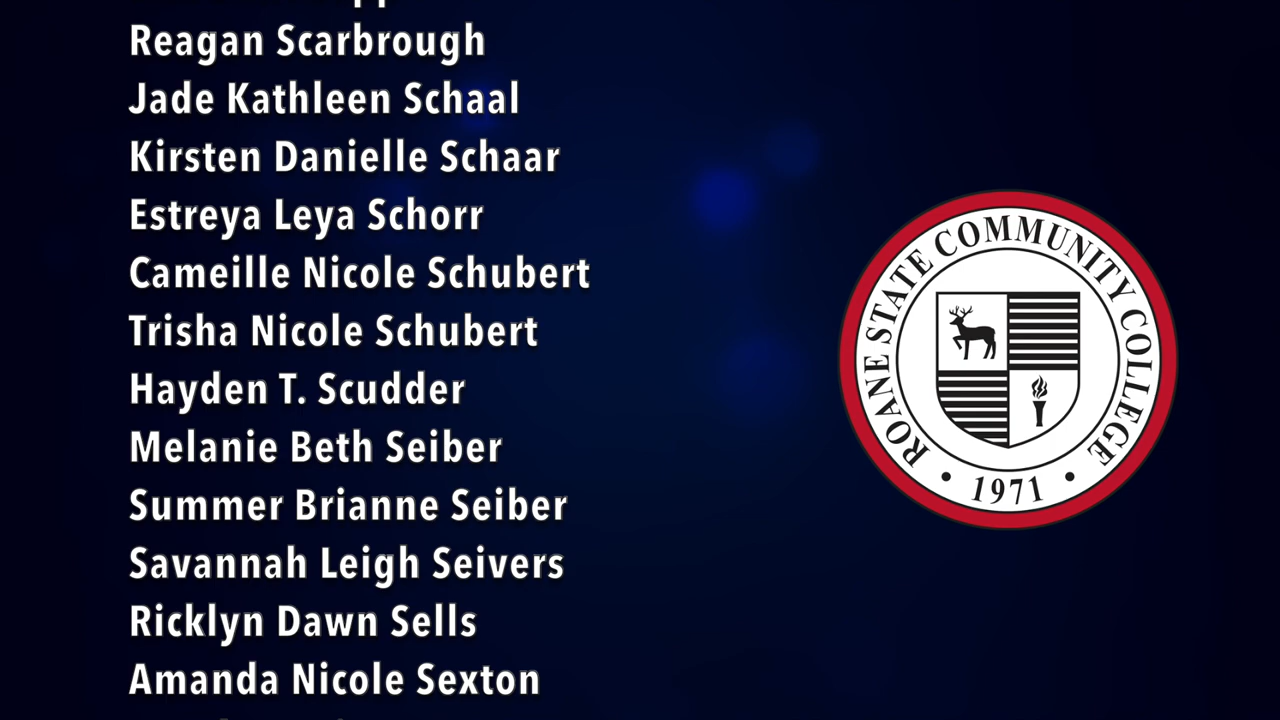 Reagan Scarbrough
Jade Kathleen Schaal
Kirsten Danielle Schaar
Estreya Leya Schorr
Cameille Nicole Schubert
Trisha Nicole Schubert
Hayden T. Scudder
Melanie Beth Seiber
Summer Brianne Seiber
Savannah Leigh Seivers
Ricklyn Dawn Sells
Amanda Nicole Sexton
ROANE STATE COMMUNITY COLLEGE
• 1971 •